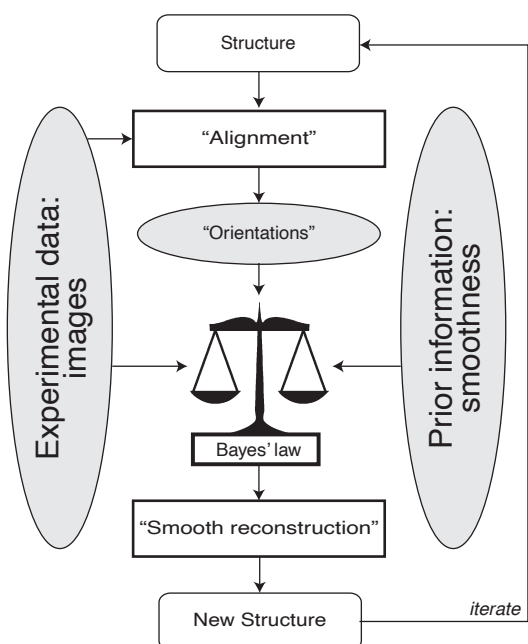 Structure
“Alignment”
“Orientations”
Experimental data:
images
Prior information:
smoothness
Bayes’ law
“Smooth reconstruction”
New Structure
iterate